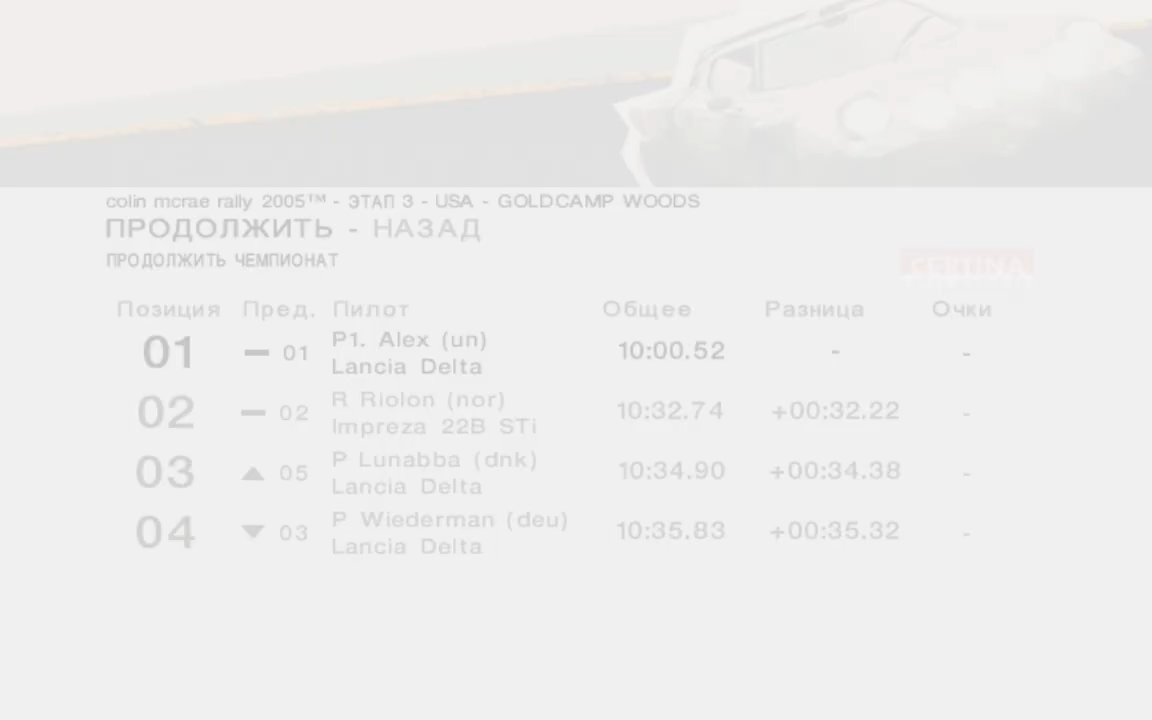 colin mcrae rally 2005™ - ЭТАП 3 - USA - GOLDCAMP WOODS
ПРОДОЛЖИТЬ - НАЗАД
ПРОДОЛЖИТЬ ЧЕМПИОНАТ
CERTINA
Позиция Пред. Пилот Общее Разница Очки
01 — 01 P1. Alex (un) 10:00.52 - -
Lancia Delta
02 — 02 R Riolon (nor) 10:32.74 +00:32.22 -
Impreza 22B STi
03 ▲ 05 P Lunabba (dnk) 10:34.90 +00:34.38 -
Lancia Delta
04 ▼ 03 P Wiederman (deu) 10:35.83 +00:35.32 -
Lancia Delta